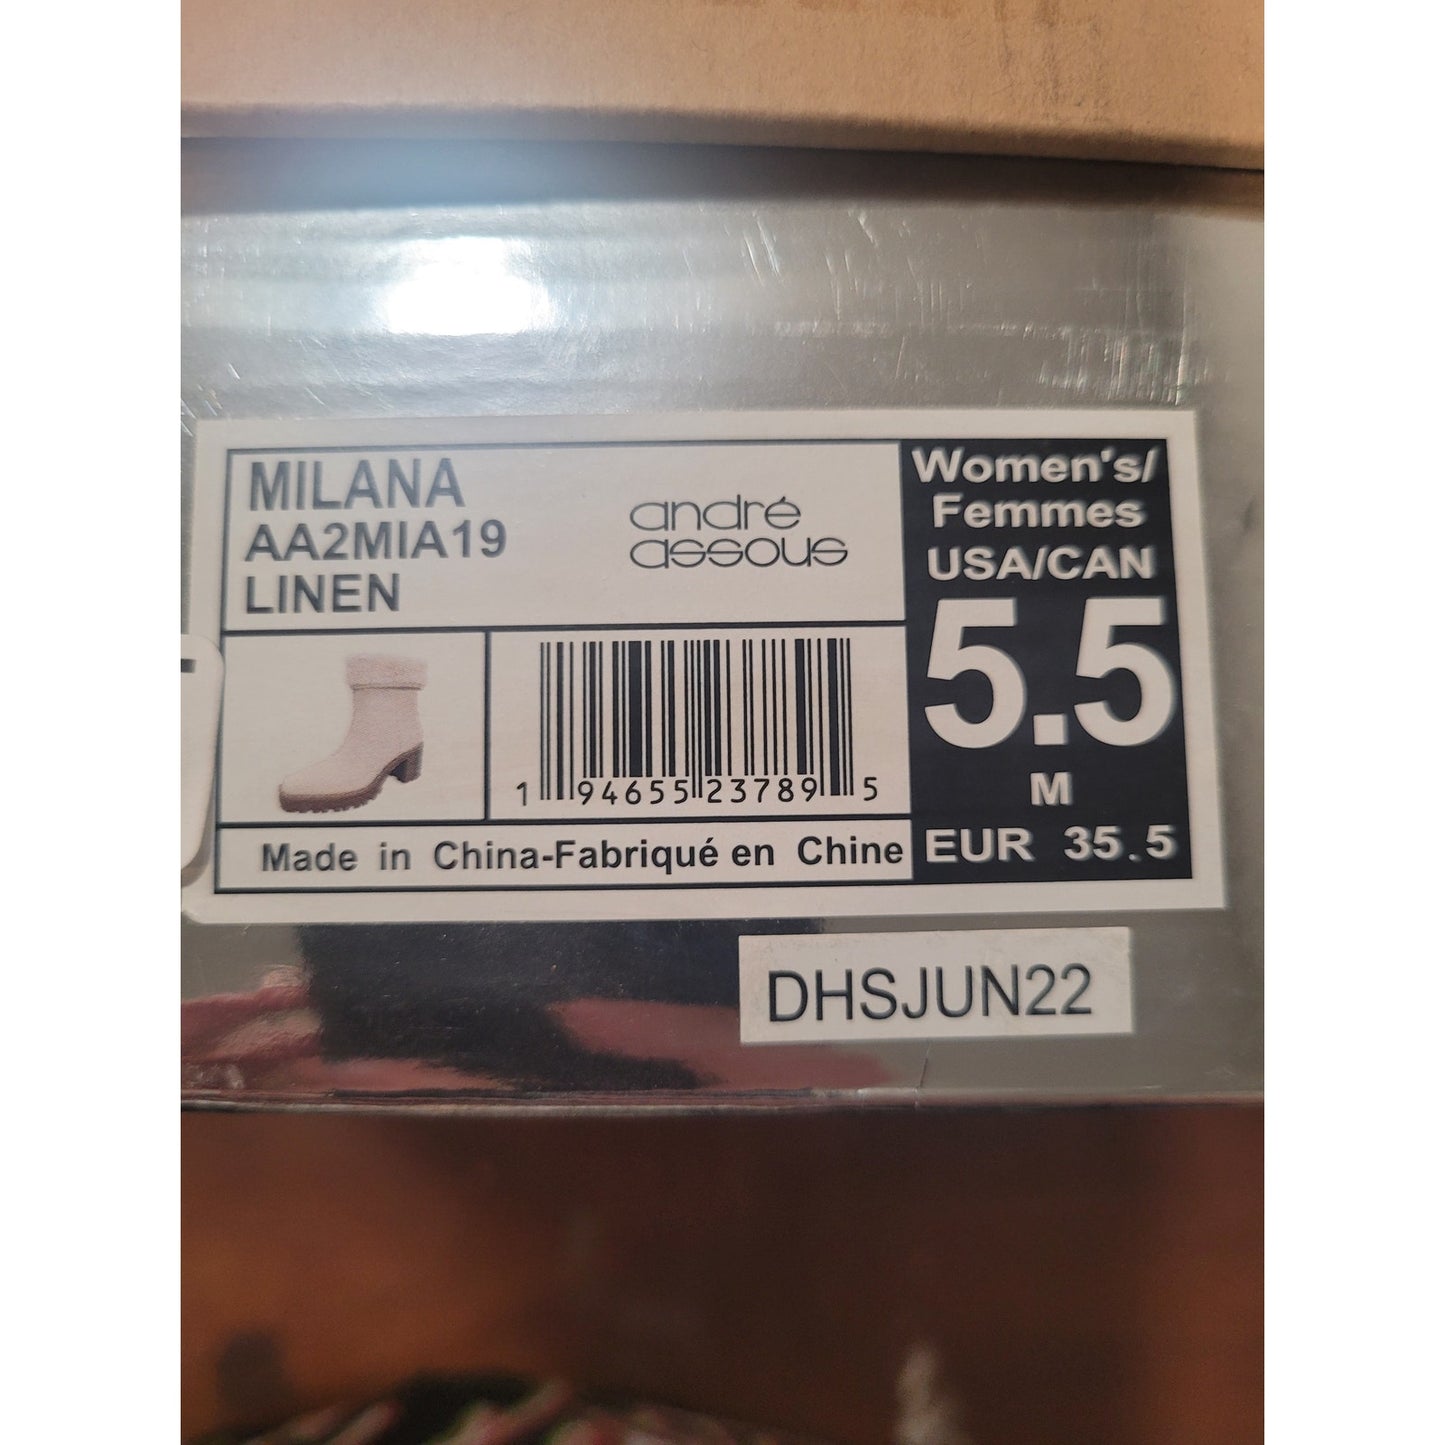 MILANA
AA2MIA19
LINEN
andré
assous
Women's/
Femmes
USA/CAN
5.5
M
EUR 35.5
1 94655 23789 5
Made in China-Fabriqué en Chine
DHSJUN22